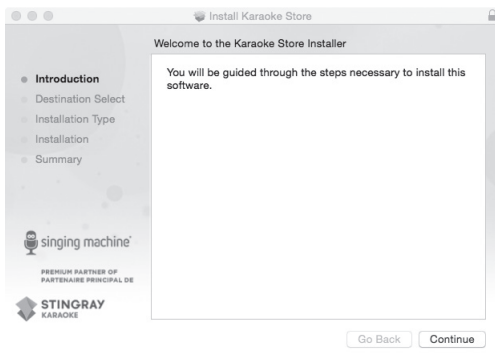 Install Karaoke Store
Welcome to the Karaoke Store Installer
Introduction
Destination Select
Installation Type
Installation
Summary
You will be guided through the steps necessary to install this
software.
singing machine
PREMIUM PARTNER OF
PARTENAIRE PRINCIPAL DE
STINGRAY
KARAOKE
Go Back
Continue